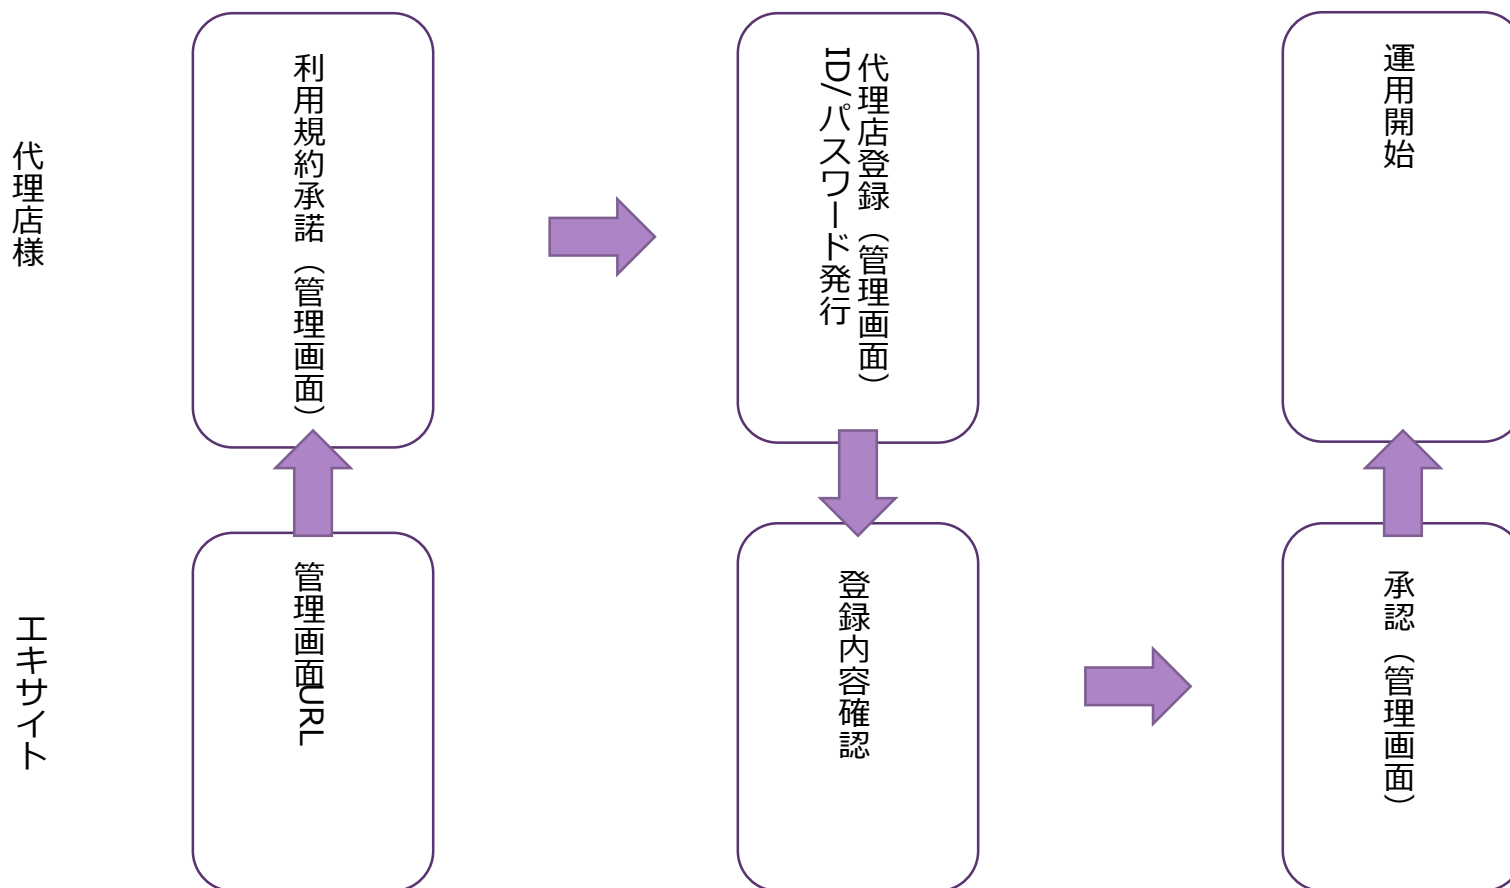 代理店様
利用規約承諾（管理画面）
代理店登録（管理画面）
ID/パスワード発行
運用開始
エキサイト
管理画面URL
登録内容確認
承認（管理画面）